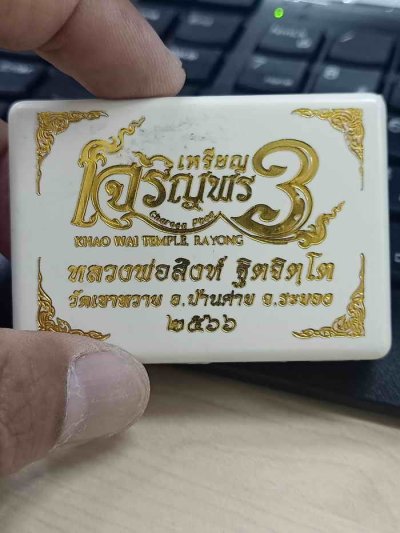 เหรียญ
เจริญพร 3
Charoen Phon
KHAO WAI TEMPLE, RAYONG
หลวงพ่อสิงห์ ฐิตจิตฺโต
วัดเขาหวาย อ.บ้านค่าย จ.ระยอง
๒๕๖๖